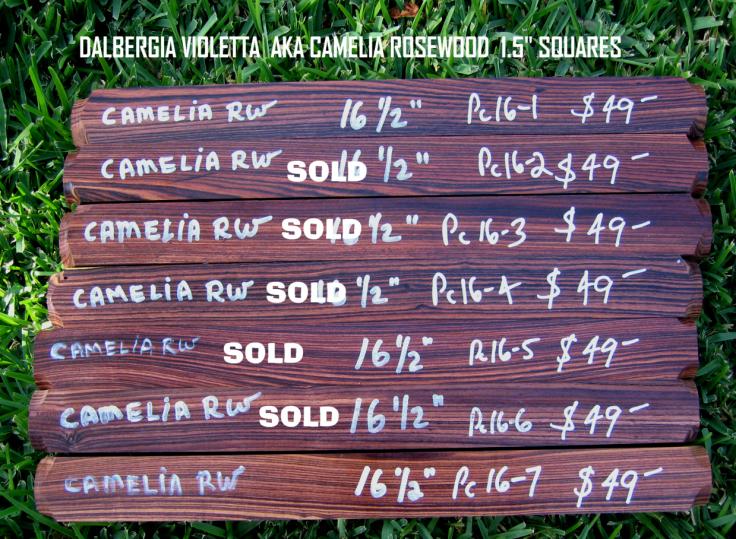 DALBERGIA VIOLETTA AKA CAMELIA ROSEWOOD 1.5" SQUARES
CAMELIA RW 16 1/2" Pc16-1 $49-
CAMELIA RW SOLD 16 1/2" Pc16-2 $49-
CAMELIA RW SOLD 16 1/2" Pc16-3 $49-
CAMELIA RW SOLD 16 1/2" Pc16-4 $49-
CAMELIA RW SOLD 16 1/2" Pc16-5 $49-
CAMELIA RW SOLD 16 1/2" Pc16-6 $49-
CAMELIA RW 16 1/2" Pc16-7 $49-